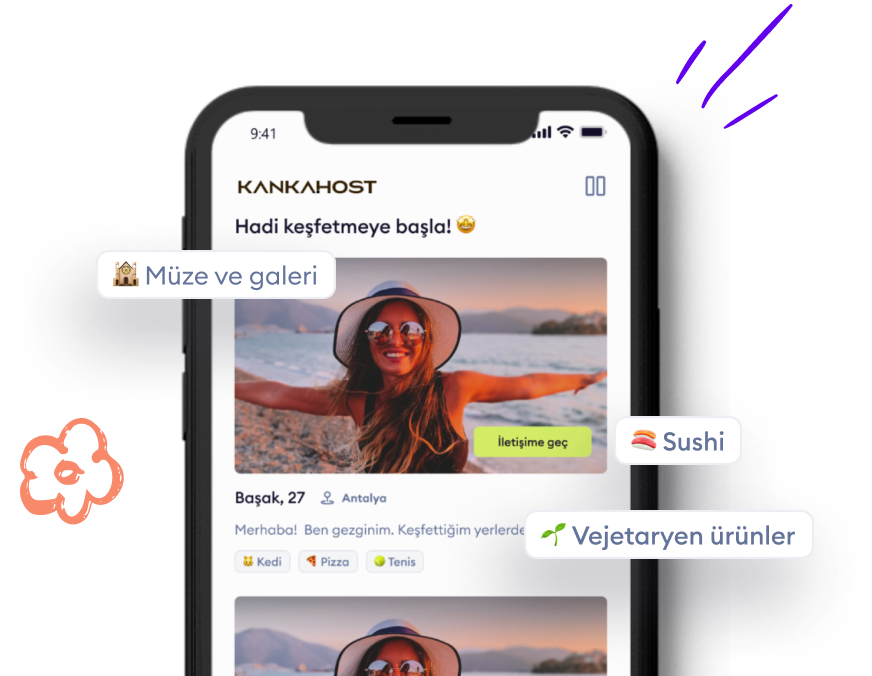 9:41
KANKAHOST
Hadi keşfetmeye başla! 🤩
Müze ve galeri
İletişime geç
Sushi
Başak, 27
Antalya
Merhaba! Ben gezginim. Keşfettiğim yerlerde
Vejetaryen ürünler
Kedi
Pizza
Tenis